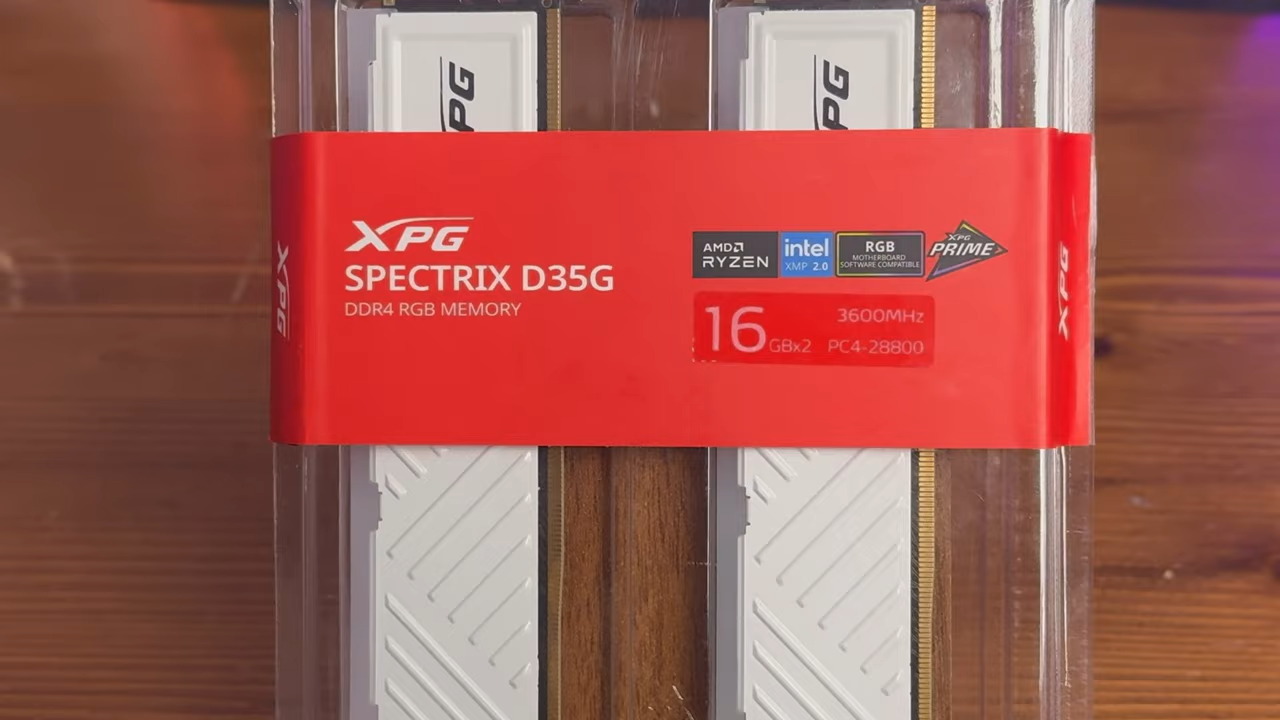 XPG
XPG
XPG
SPECTRIX D35G
DDR4 RGB MEMORY
AMD RYZEN
intel XMP 2.0
RGB MOTHERBOARD SOFTWARE COMPATIBLE
XPG PRIME
16 GBx2
3600MHz
PC4-28800
XPG
XPG